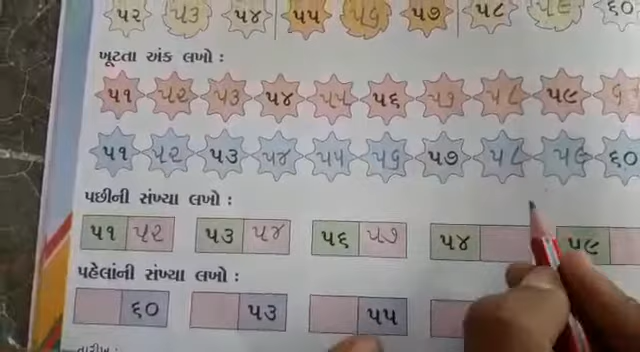 ૫૨ ૫૩ ૫૪ ૫૫ ૫૬ ૫૭ ૫૮ ૫૯ ૬૦
ખૂટતા અંક લખો :
૫૧ ૫૨ ૫૩ ૫૪ ૫૫ ૫૬ ૫૭ ૫૮ ૫૯
૫૧ ૫૨ ૫૩ ૫૪ ૫૫ ૫૬ ૫૭ ૫૮ ૫૯ ૬૦
પછીની સંખ્યા લખો :
૫૧ ૫૨ ૫૩ ૫૪ ૫૬ ૫૭ ૫૪ ૫૯
પહેલાંની સંખ્યા લખો :
૬૦ ૫૩ ૫૫
તારીખ :